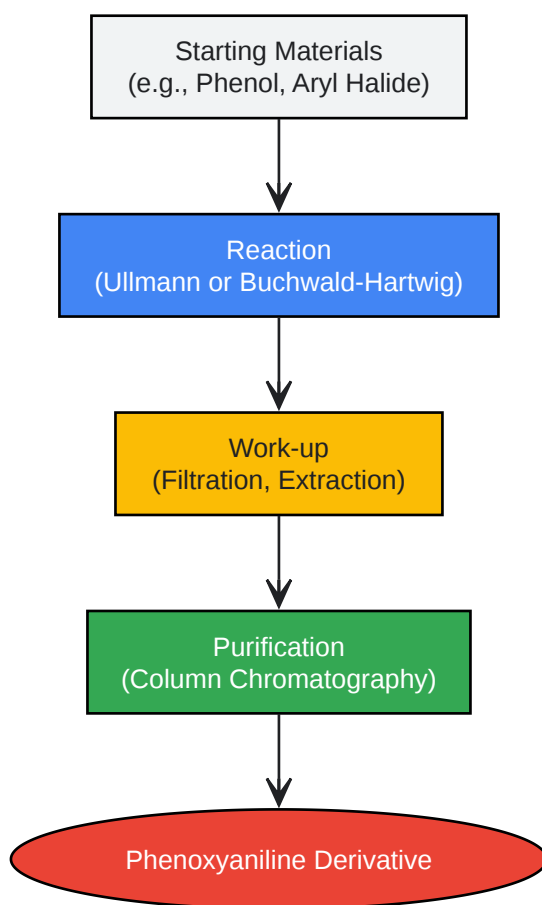 Starting Materials
(e.g., Phenol, Aryl Halide)
Reaction
(Ullmann or Buchwald-Hartwig)
Work-up
(Filtration, Extraction)
Purification
(Column Chromatography)
Phenoxyaniline Derivative